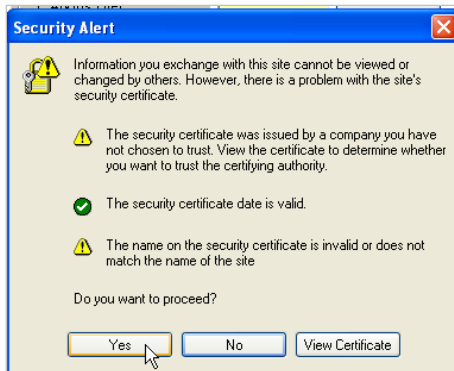 Security Alert
Information you exchange with this site cannot be viewed or
changed by others. However, there is a problem with the site's
security certificate.
The security certificate was issued by a company you have
not chosen to trust. View the certificate to determine whether
you want to trust the certifying authority.
The security certificate date is valid.
The name on the security certificate is invalid or does not
match the name of the site
Do you want to proceed?
Yes No View Certificate